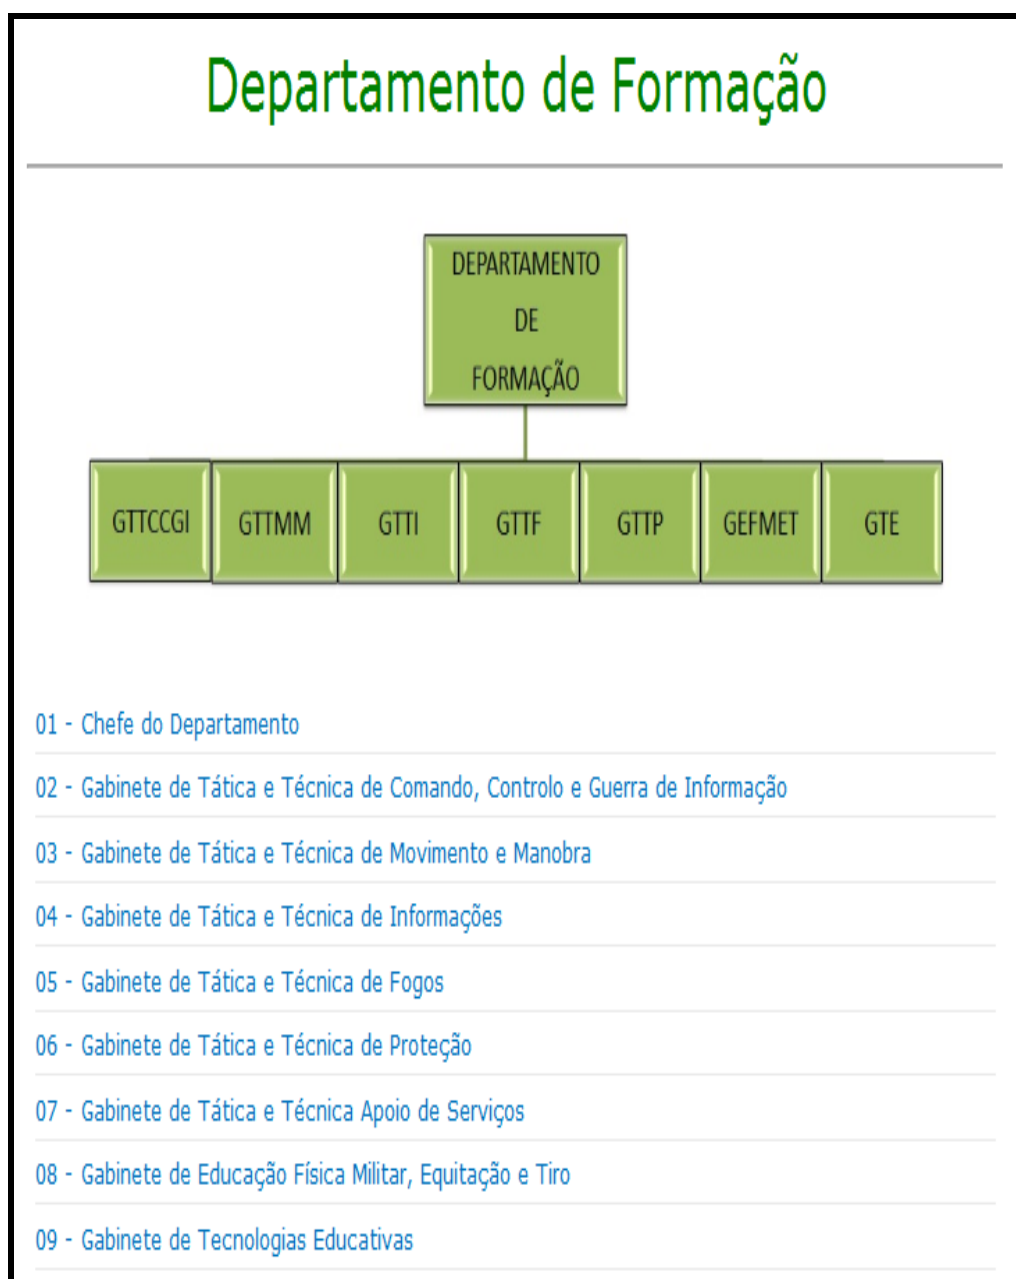 Departamento de Formação
DEPARTAMENTO
DE
FORMAÇÃO
GTTCCGI GTTMM GTTI GTTF GTTP GEFMET GTE
01 - Chefe do Departamento
02 - Gabinete de Tática e Técnica de Comando, Controlo e Guerra de Informação
03 - Gabinete de Tática e Técnica de Movimento e Manobra
04 - Gabinete de Tática e Técnica de Informações
05 - Gabinete de Tática e Técnica de Fogos
06 - Gabinete de Tática e Técnica de Proteção
07 - Gabinete de Tática e Técnica Apoio de Serviços
08 - Gabinete de Educação Física Militar, Equitação e Tiro
09 - Gabinete de Tecnologias Educativas